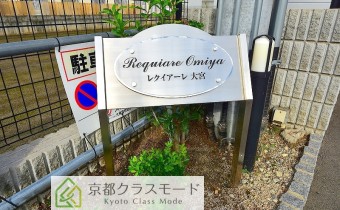 Requiare Omiya
レクイアーレ 大宮
駐車
京都クラスモード
Kyoto Class Mode